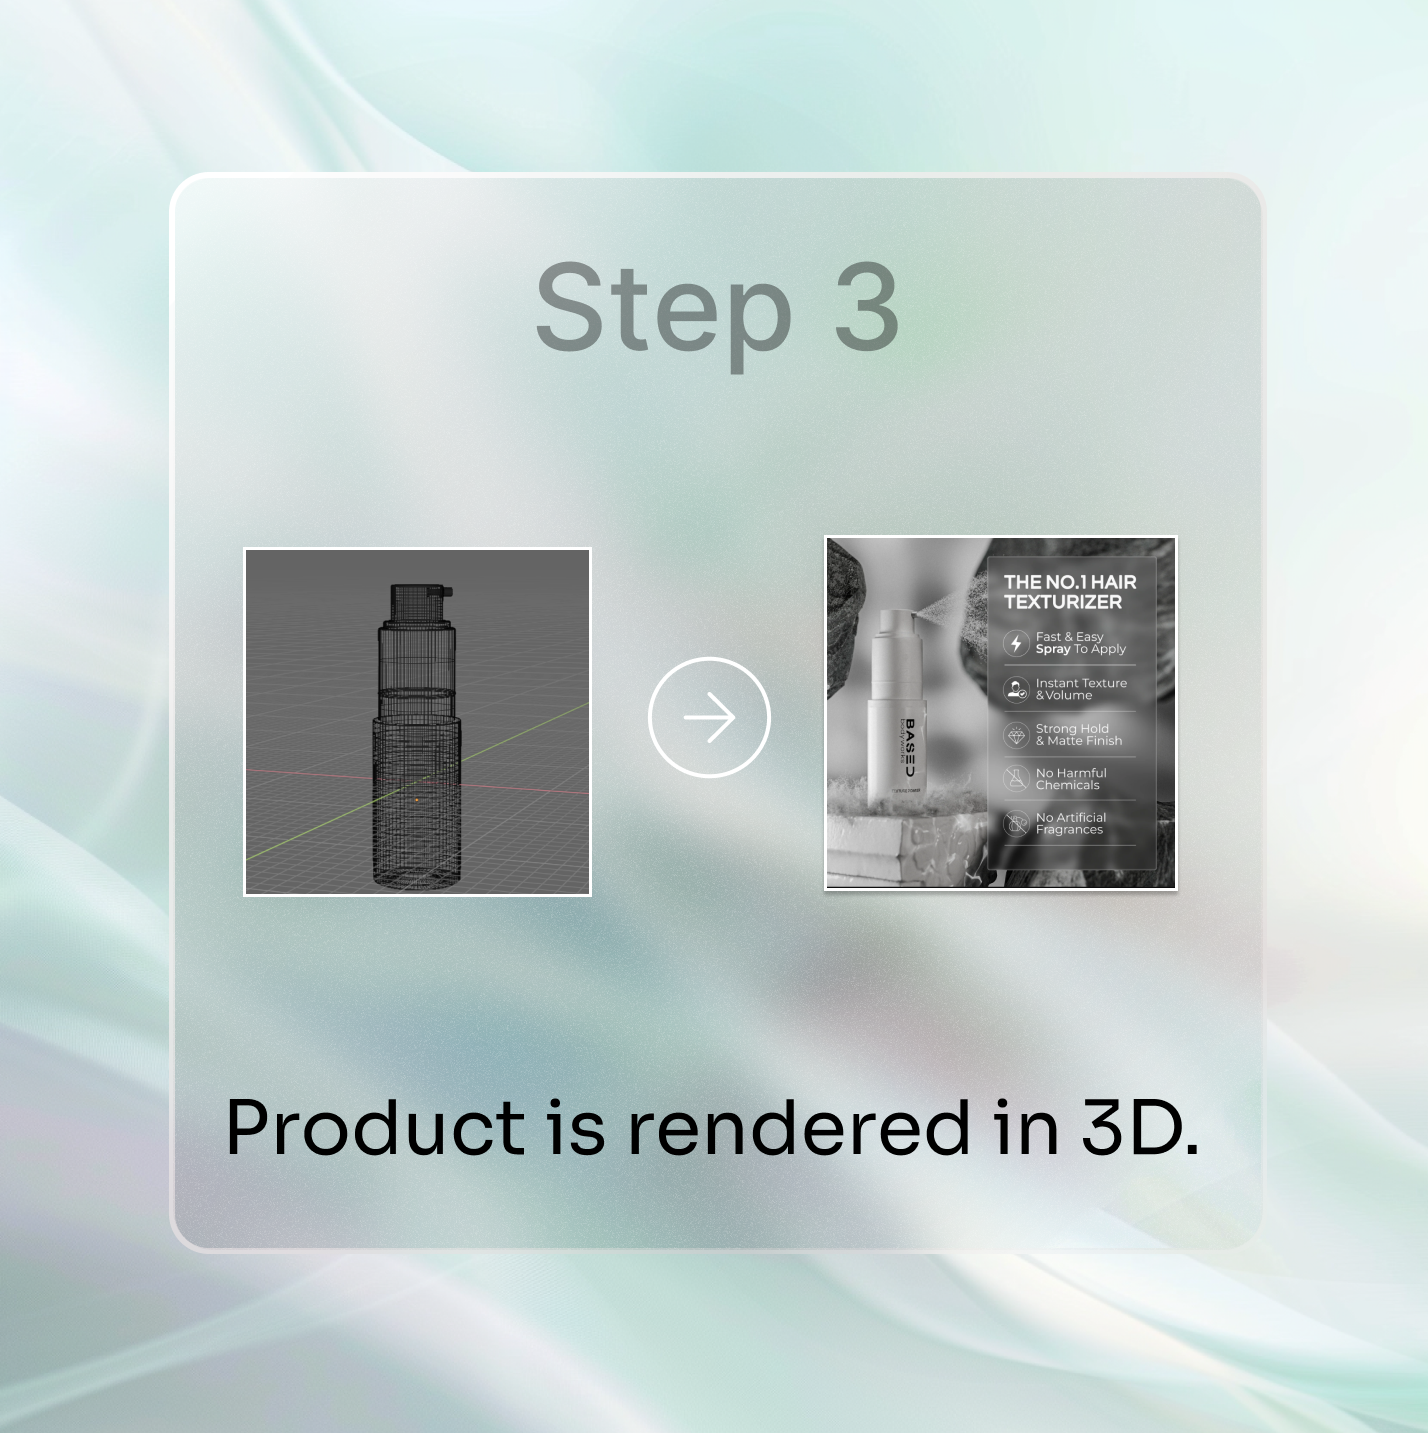 Step 3
THE NO.1 HAIR
TEXTURIZER
Fast & Easy
Spray To Apply
Instant Texture
& Volume
Strong Hold
& Matte Finish
No Harmful
Chemicals
No Artificial
Fragrances
BASED
bodyworks
Product is rendered in 3D.